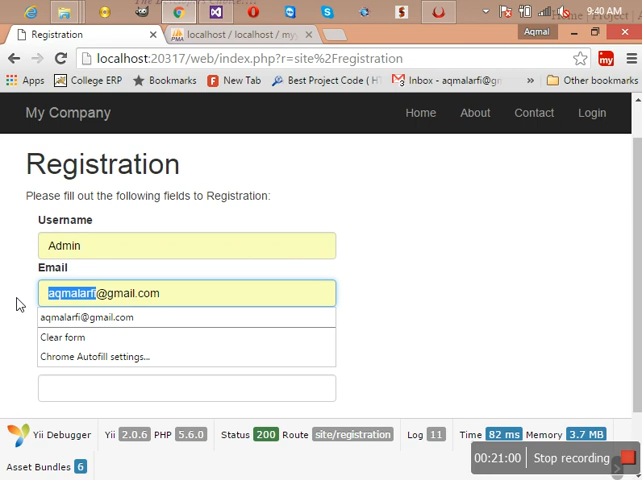 9:40 AM
Registration
localhost / localhost / my
Aqmal
localhost:20317/web/index.php?r=site%2Fregistration
my
Apps
College ERP
Bookmarks
New Tab
Best Project Code ( HT
Inbox - aqmalarfi@gm
»
Other bookmarks
My Company
Home
About
Contact
Login
Registration
Please fill out the following fields to Registration:
Username
Admin
Email
aqmalarfi@gmail.com
aqmalarfi@gmail.com
Clear form
Chrome Autofill settings...
Yii Debugger
Yii 2.0.6 PHP 5.6.0
Status 200 Route site/registration
Log 11
Time 82 ms Memory 3.7 MB
Asset Bundles 6
00:21:00
Stop recording